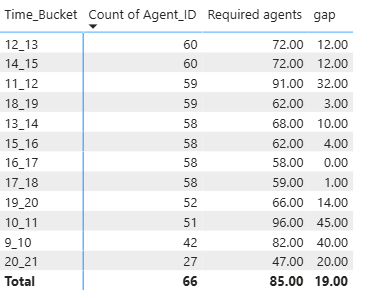 Time_Bucket Count of Agent_ID Required agents gap
12_13 60 72.00 12.00
14_15 60 72.00 12.00
11_12 59 91.00 32.00
18_19 59 62.00 3.00
13_14 58 68.00 10.00
15_16 58 62.00 4.00
16_17 58 58.00 0.00
17_18 58 59.00 1.00
19_20 52 66.00 14.00
10_11 51 96.00 45.00
9_10 42 82.00 40.00
20_21 27 47.00 20.00
Total 66 85.00 19.00